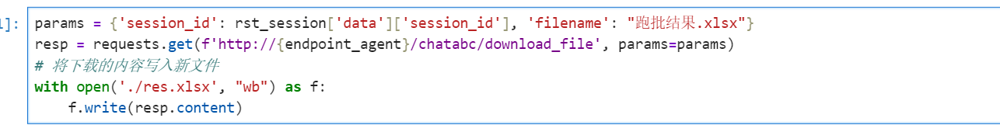 ]: params = {'session_id': rst_session['data']['session_id'], 'filename': "跑批结果.xlsx"}
resp = requests.get(f'http://{endpoint_agent}/chatabc/download_file', params=params)
# 将下载的内容写入新文件
with open('./res.xlsx', "wb") as f:
    f.write(resp.content)